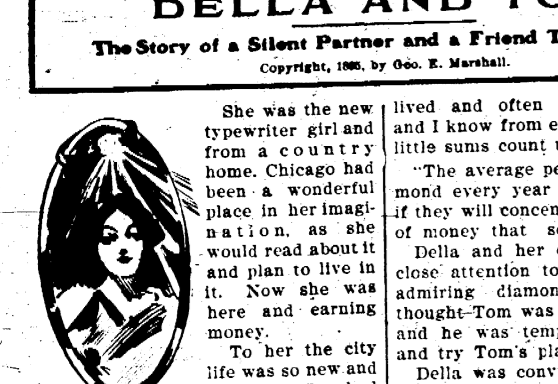 DELLA AND
The Story of a Silent Partner and a Friend
Copyright, 1895, by Geo. E. Marshall.
She was the new
typewriter girl and
from a country
home. Chicago had
been a wonderful
place in her imagi-
nation, as she
would read about it
and plan to live in
it. Now she was
here and earning
money.
To her the city
life was so new and
lived and often
and I know from
little sums count
"The average
mond every year
if they will concen
of money that
Della and her
close attention to
admiring diamon
thought—Tom was
and he was tem
and try Tom's pla
Della was conv